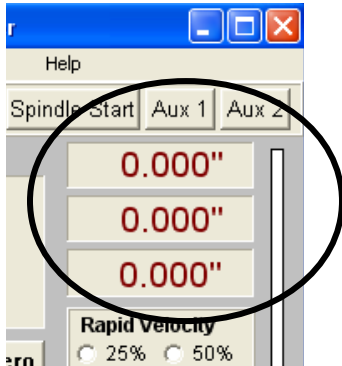 r
Help
Spindle Start Aux 1 Aux 2
0.000"
0.000"
0.000"
Rapid Velocity
25% 50%
ero